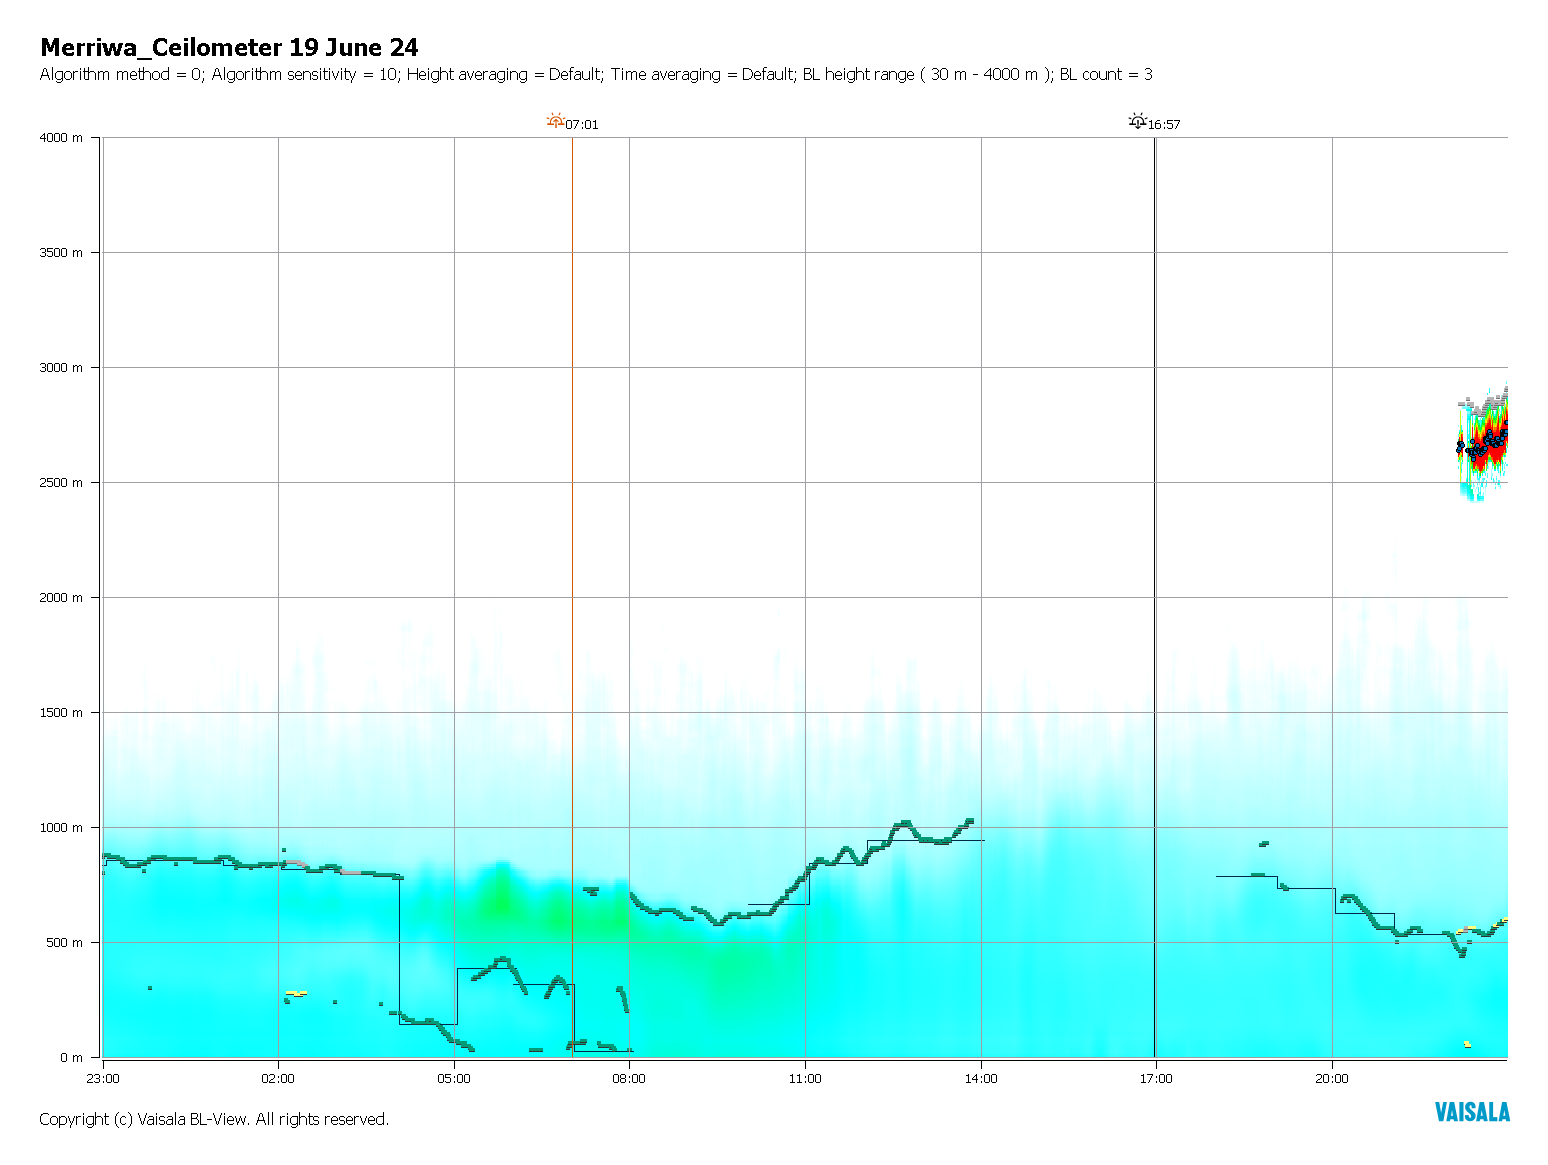 Merriwa_Ceilometer 19 June 24
Algorithm method = 0; Algorithm sensitivity = 10; Height averaging = Default; Time averaging = Default; BL height range ( 30 m - 4000 m ); BL count = 3
07:01
16:57
4000 m
3500 m
3000 m
2500 m
2000 m
1500 m
1000 m
500 m
0 m
23:00
02:00
05:00
08:00
11:00
14:00
17:00
20:00
Copyright (c) Vaisala BL-View. All rights reserved.
VAISALA